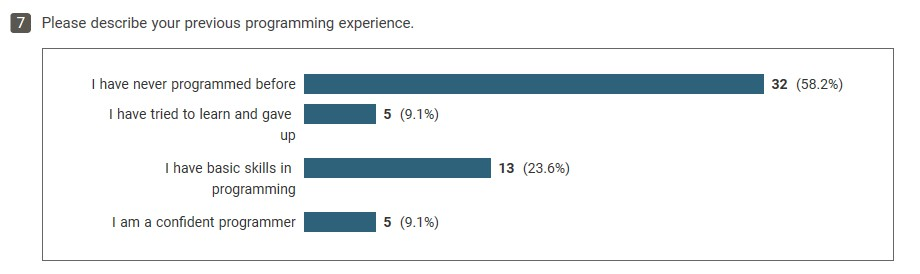 7 Please describe your previous programming experience.
I have never programmed before 32 (58.2%)
I have tried to learn and gave 5 (9.1%)
up
I have basic skills in 13 (23.6%)
programming
I am a confident programmer 5 (9.1%)